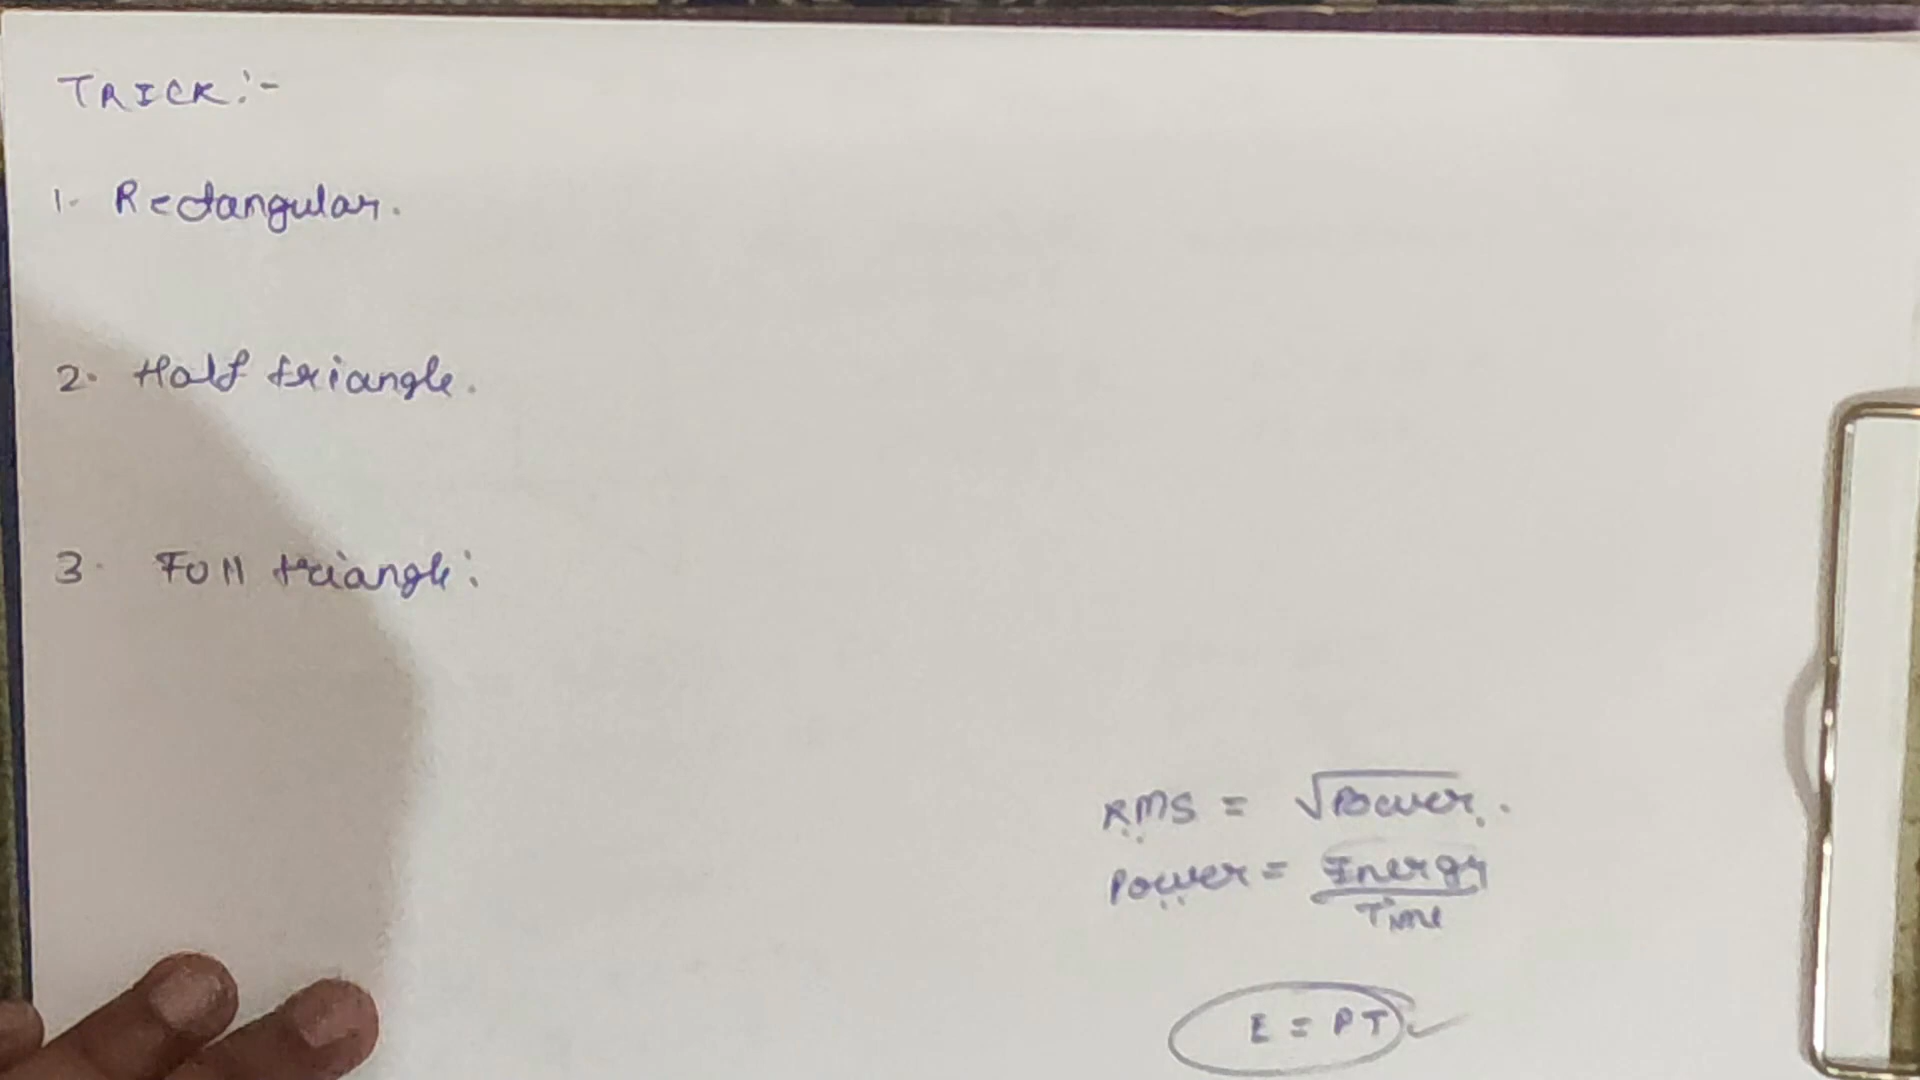 TRICK:-
1. Rectangular.
2. Half triangle.
3. Full triangle:
RMS = √Power.
Power = Energy
Time
E = PT